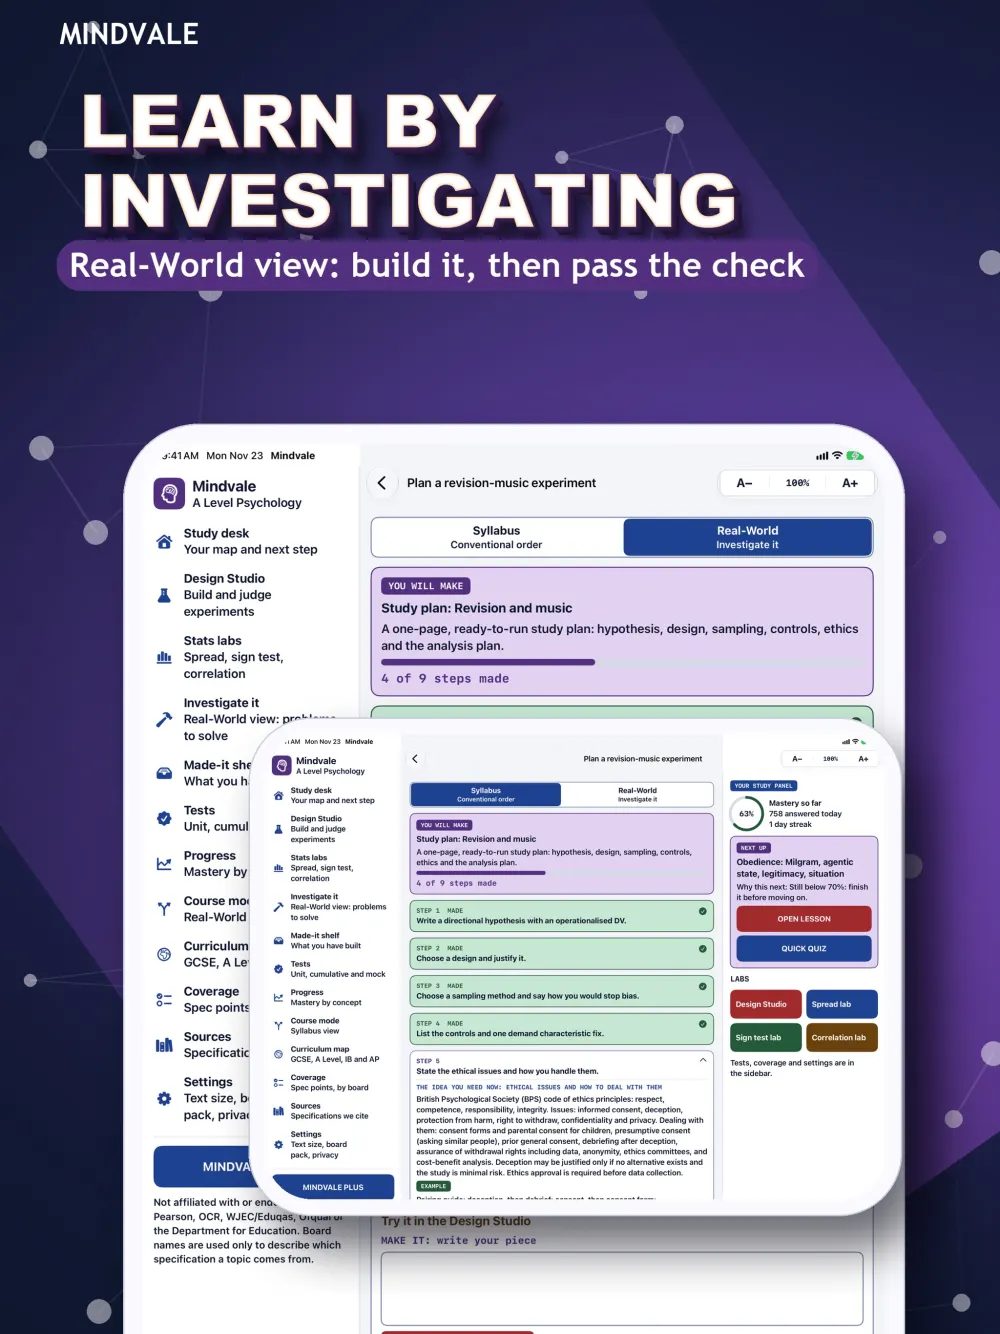 MINDVALE
LEARN BY
INVESTIGATING
Real-World view: build it, then pass the check
9:41 AM Mon Nov 23 Mindvale
Mindvale
A Level Psychology
Study desk
Your map and next step
Design Studio
Build and judge
experiments
Stats labs
Spread, sign test,
correlation
Investigate it
Real-World view: problems
to solve
Made-it she
What you h
Tests
Unit, cumul
Progress
Mastery by
Course mo
Real-World
Curriculum
GCSE, A Le
Coverage
Spec points
Sources
Specificatio
Settings
Text size, b
pack, priva
MINDVA
Not affiliated with or endo
Pearson, OCR, WJEC/Eduqas, Ofqual or
the Department for Education. Board
names are used only to describe which
specification a topic comes from.
Plan a revision-music experiment
A− 100% A+
Syllabus
Conventional order
Real-World
Investigate it
YOU WILL MAKE
Study plan: Revision and music
A one-page, ready-to-run study plan: hypothesis, design, sampling, controls, ethics
and the analysis plan.
4 of 9 steps made
AM Mon Nov 23 Mindvale
Mindvale
A Level Psychology
Study desk
Your map and next step
Design Studio
Build and judge
experiments
Stats labs
Spread, sign test,
correlation
Investigate it
Real-World view: problems
to solve
Made-it shelf
What you have built
Tests
Unit, cumulative and mock
Progress
Mastery by concept
Course mode
Syllabus view
Curriculum map
GCSE, A Level, IB and AP
Coverage
Spec points, by board
Sources
Specifications we cite
Settings
Text size, board
pack, privacy
MINDVALE PLUS
Plan a revision-music experiment
A− 100% A+
Syllabus
Conventional order
Real-World
Investigate it
YOU WILL MAKE
Study plan: Revision and music
A one-page, ready-to-run study plan: hypothesis, design, sampling, controls,
ethics and the analysis plan.
4 of 9 steps made
STEP 1 MADE
Write a directional hypothesis with an operationalised DV.
STEP 2 MADE
Choose a design and justify it.
STEP 3 MADE
Choose a sampling method and say how you would stop bias.
STEP 4 MADE
List the controls and one demand characteristic fix.
STEP 5
State the ethical issues and how you handle them.
THE IDEA YOU NEED NOW: ETHICAL ISSUES AND HOW TO DEAL WITH THEM
British Psychological Society (BPS) code of ethics principles: respect,
competence, responsibility, integrity. Issues: informed consent, deception,
protection from harm, right to withdraw, confidentiality and privacy. Dealing with
them: consent forms and parental consent for children, presumptive consent
(asking similar people), prior general consent, debriefing after deception,
assurance of withdrawal rights including data, anonymity, ethics committees, and
cost-benefit analysis. Deception may be justified only if no alternative exists and
the study is minimal risk. Ethics approval is required before data collection.
EXAMPLE
YOUR STUDY PANEL
63%
Mastery so far
758 answered today
1 day streak
NEXT UP
Obedience: Milgram, agentic
state, legitimacy, situation
Why this next: Still below 70%: finish
it before moving on.
OPEN LESSON
QUICK QUIZ
LABS
Design Studio
Spread lab
Sign test lab
Correlation lab
Tests, coverage and settings are in
the sidebar.
Try it in the Design Studio
MAKE IT: write your piece